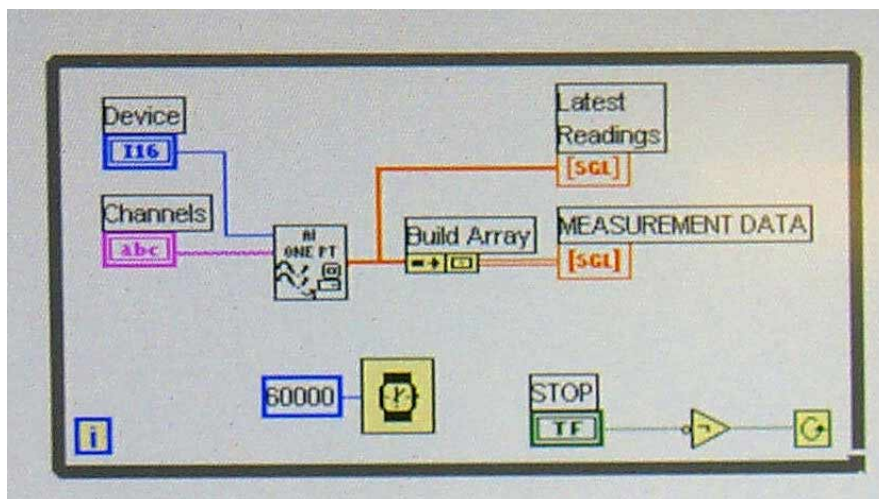 Device
I16
Channels
abc
AI
ONE PT
Latest
Readings
[SGL]
Build Array
MEASUREMENT DATA
[SGL]
60000
i
STOP
TF